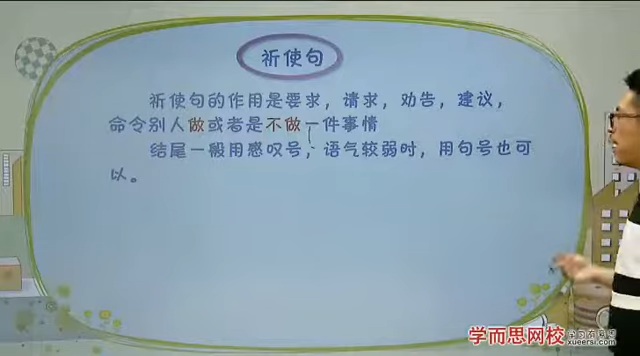 祈使句
祈使句的作用是要求，请求，劝告，建议，
命令别人做或者是不做一件事情
结尾一般用感叹号，语气较弱时，用句号也可
以。
学而思网校
xueersi.com